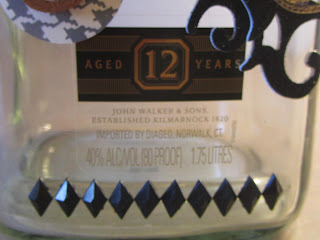 AGED 12 YEARS
JOHN WALKER & SONS.
ESTABLISHED KILMARNOCK 1820
IMPORTED BY DIAGEO, NORWALK, CT.
40% ALC/VOL (80 PROOF) 1.75 LITRES